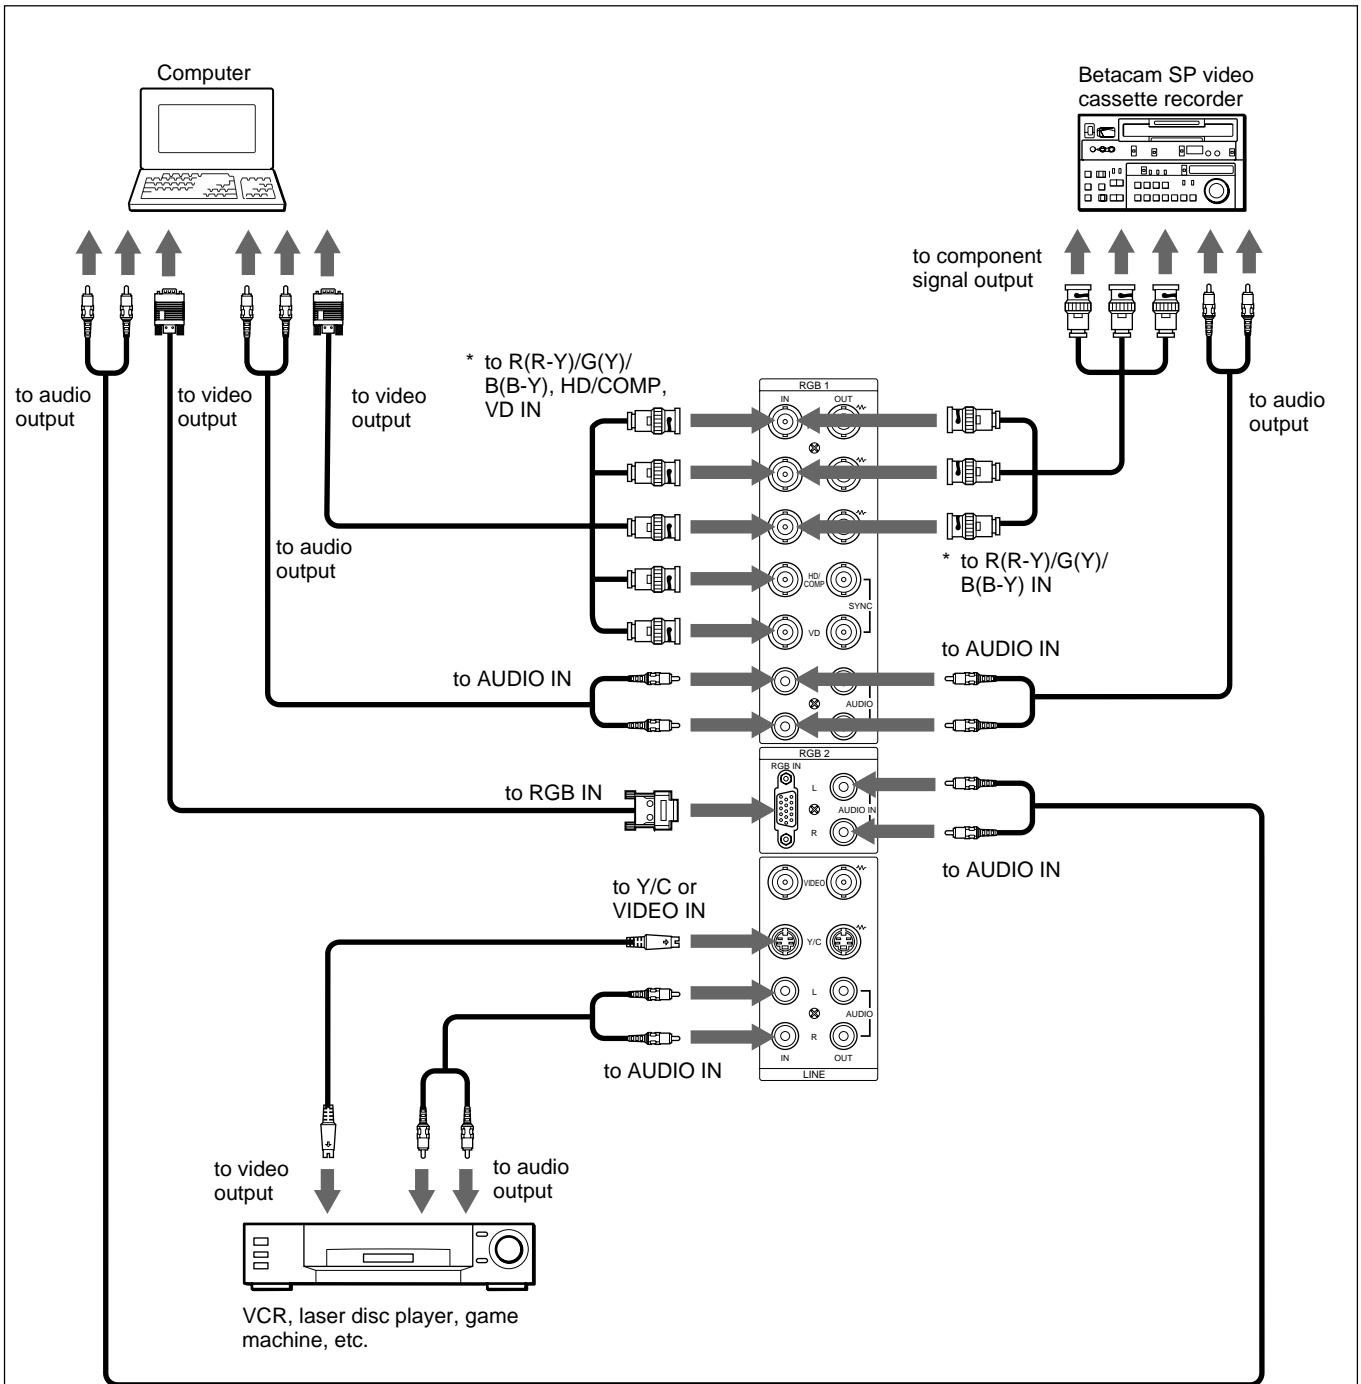 Computer
Betacam SP video
cassette recorder
to component
signal output
to audio
output
to video
output
to video
output
* to R(R-Y)/G(Y)/
B(B-Y), HD/COMP,
VD IN
to audio
output
to audio
output
RGB 1
IN
OUT
HD/
COMP
SYNC
VD
AUDIO
* to R(R-Y)/G(Y)/
B(B-Y) IN
to AUDIO IN
to AUDIO IN
RGB 2
RGB IN
L
AUDIO IN
R
to RGB IN
to AUDIO IN
to Y/C or
VIDEO IN
VIDEO
Y/C
L
AUDIO
R
IN
OUT
LINE
to AUDIO IN
to video
output
to audio
output
VCR, laser disc player, game
machine, etc.